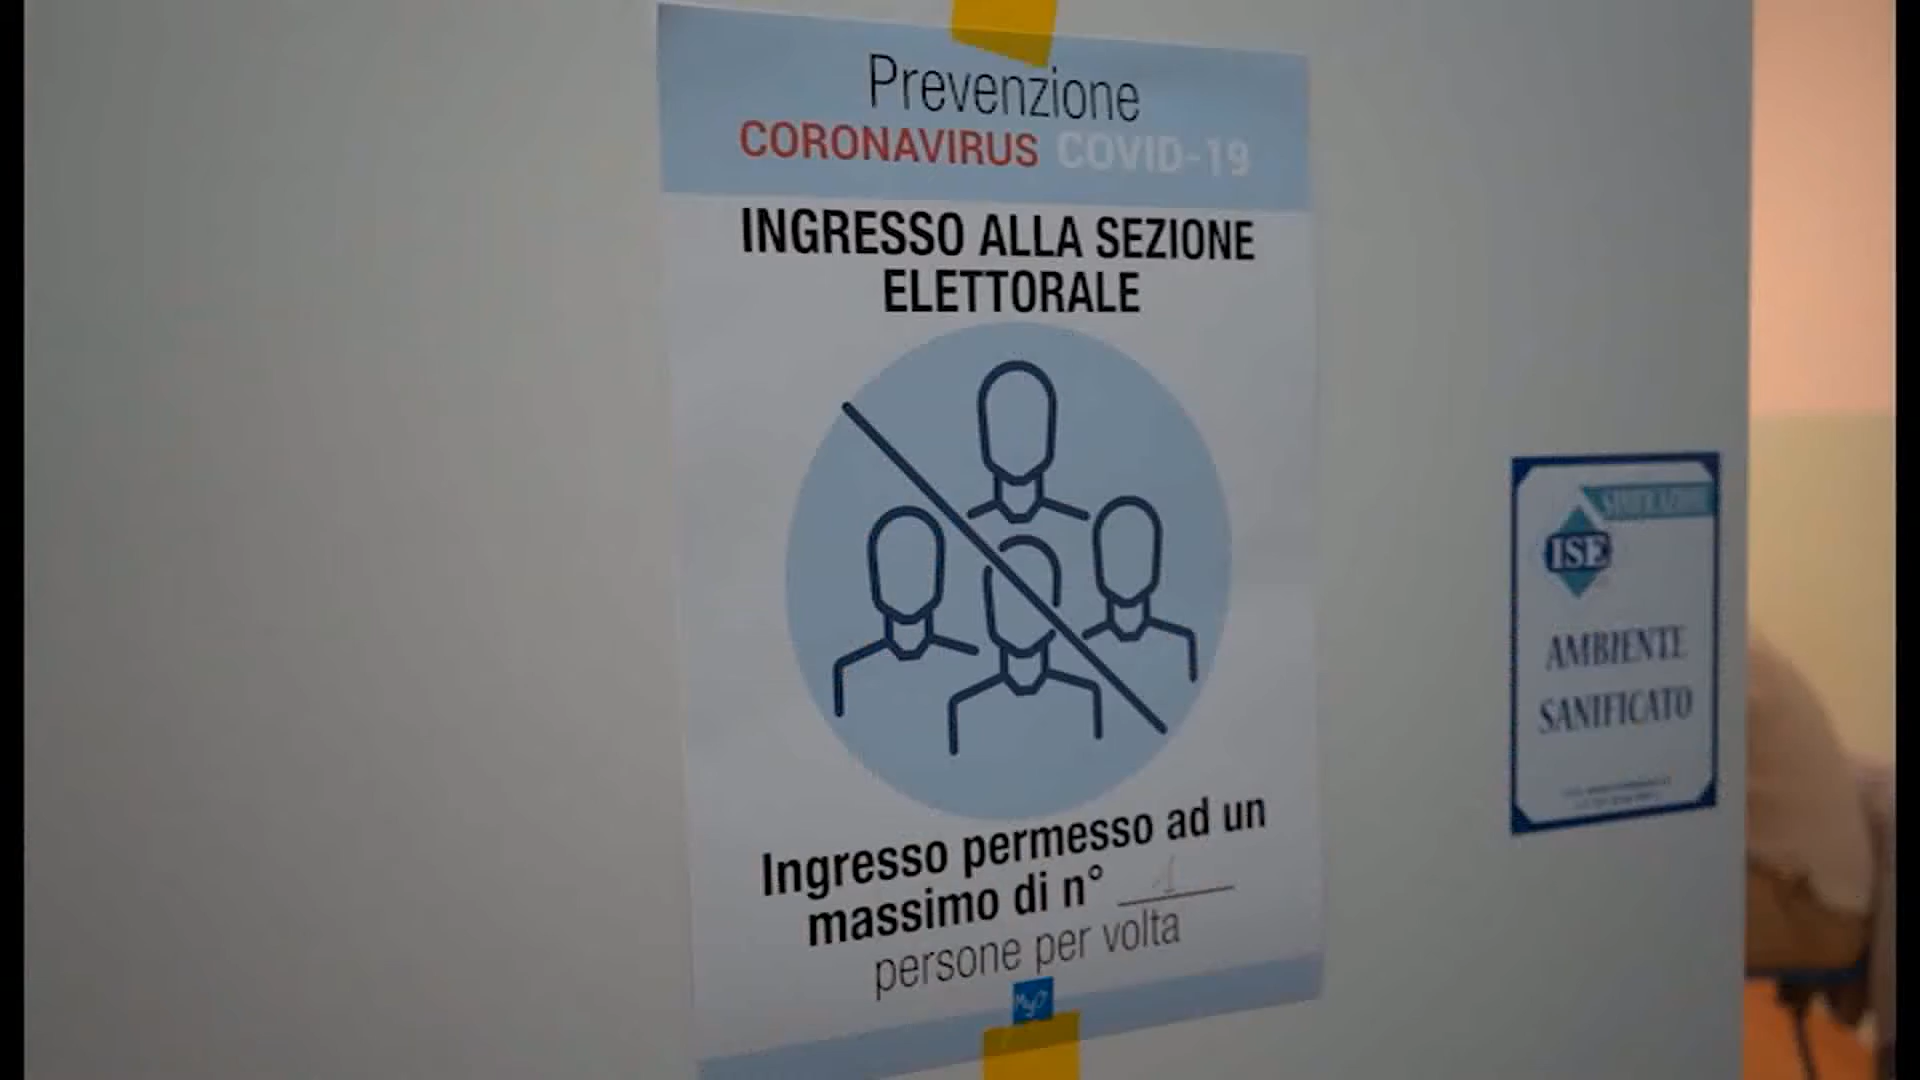 Prevenzione
CORONAVIRUS COVID-19
INGRESSO ALLA SEZIONE
ELETTORALE
Ingresso permesso ad un
massimo di n° 1
persone per volta
MyO
ISE
AMBIENTE
SANIFICATO